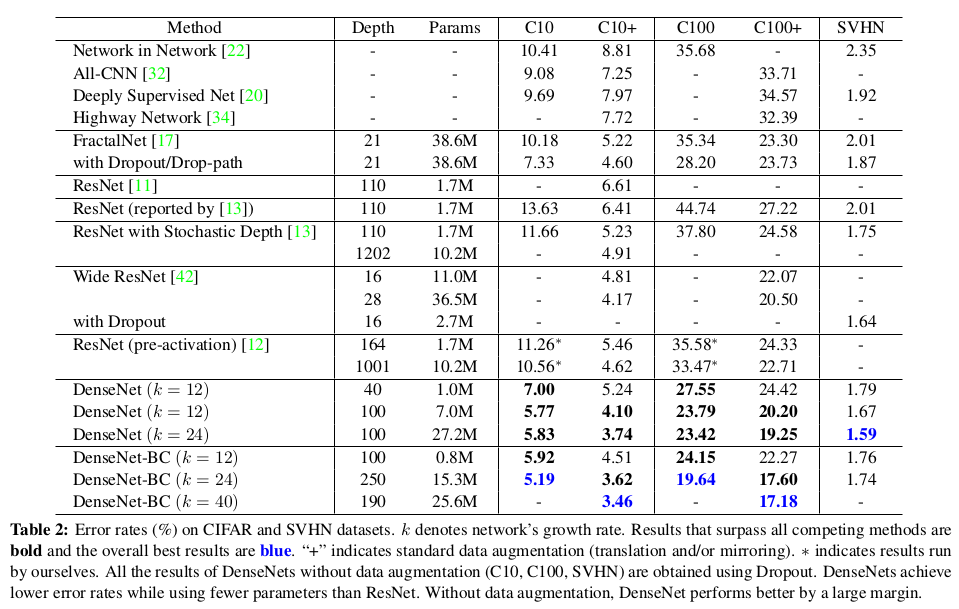 Method Depth Params C10 C10+ C100 C100+ SVHN
Network in Network [22] - - 10.41 8.81 35.68 - 2.35
All-CNN [32] - - 9.08 7.25 - 33.71 -
Deeply Supervised Net [20] - - 9.69 7.97 - 34.57 1.92
Highway Network [34] - - - 7.72 - 32.39 -
FractalNet [17] 21 38.6M 10.18 5.22 35.34 23.30 2.01
with Dropout/Drop-path 21 38.6M 7.33 4.60 28.20 23.73 1.87
ResNet [11] 110 1.7M - 6.61 - - -
ResNet (reported by [13]) 110 1.7M 13.63 6.41 44.74 27.22 2.01
ResNet with Stochastic Depth [13] 110 1.7M 11.66 5.23 37.80 24.58 1.75
1202 10.2M - 4.91 - - -
Wide ResNet [42] 16 11.0M - 4.81 - 22.07 -
28 36.5M - 4.17 - 20.50 -
with Dropout 16 2.7M - - - - 1.64
ResNet (pre-activation) [12] 164 1.7M 11.26* 5.46 35.58* 24.33 -
1001 10.2M 10.56* 4.62 33.47* 22.71 -
DenseNet (k = 12) 40 1.0M 7.00 5.24 27.55 24.42 1.79
DenseNet (k = 12) 100 7.0M 5.77 4.10 23.79 20.20 1.67
DenseNet (k = 24) 100 27.2M 5.83 3.74 23.42 19.25 1.59
DenseNet-BC (k = 12) 100 0.8M 5.92 4.51 24.15 22.27 1.76
DenseNet-BC (k = 24) 250 15.3M 5.19 3.62 19.64 17.60 1.74
DenseNet-BC (k = 40) 190 25.6M - 3.46 - 17.18 -
Table 2: Error rates (%) on CIFAR and SVHN datasets. k denotes network's growth rate. Results that surpass all competing methods are
bold and the overall best results are blue. “+” indicates standard data augmentation (translation and/or mirroring). * indicates results run
by ourselves. All the results of DenseNets without data augmentation (C10, C100, SVHN) are obtained using Dropout. DenseNets achieve
lower error rates while using fewer parameters than ResNet. Without data augmentation, DenseNet performs better by a large margin.